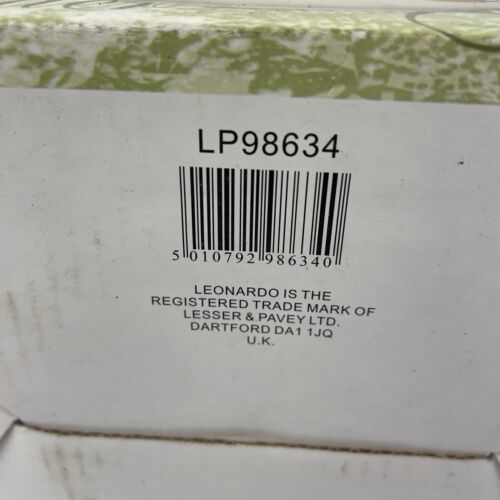 LP98634
5 010792 986340
LEONARDO IS THE
REGISTERED TRADE MARK OF
LESSER & PAVEY LTD.
DARTFORD DA1 1JQ
U.K.